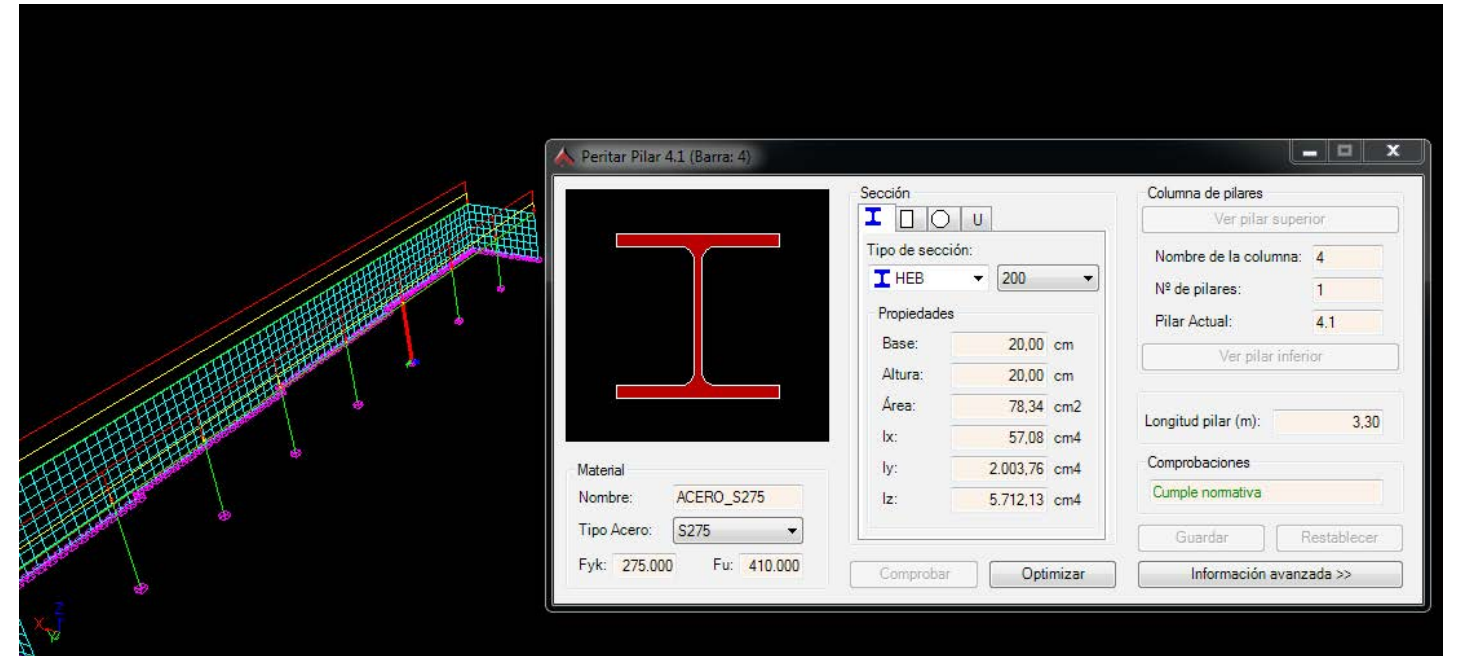 Peritar Pilar 4.1 (Barra: 4)
Sección
U
Tipo de sección:
HEB 200
Propiedades
Base: 20,00 cm
Altura: 20,00 cm
Área: 78,34 cm2
Ix: 57,08 cm4
Iy: 2.003,76 cm4
Iz: 5.712,13 cm4
Comprobar Optimizar
Material
Nombre: ACERO_S275
Tipo Acero: S275
Fyk: 275.000 Fu: 410.000
Columna de pilares
Ver pilar superior
Nombre de la columna: 4
Nº de pilares: 1
Pilar Actual: 4.1
Ver pilar inferior
Longitud pilar (m): 3,30
Comprobaciones
Cumple normativa
Guardar Restablecer
Información avanzada >>
X
Y
Z